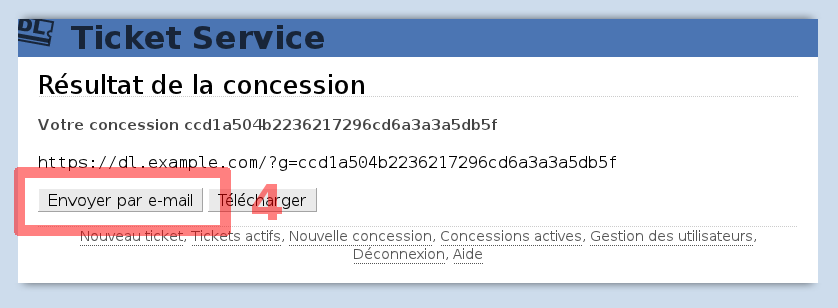 DL
Ticket Service
Résultat de la concession
Votre concession ccd1a504b2236217296cd6a3a3a5db5f
https://dl.example.com/?g=ccd1a504b2236217296cd6a3a3a5db5f
Envoyer par e-mail Télécharger 4
Nouveau ticket, Tickets actifs, Nouvelle concession, Concessions actives, Gestion des utilisateurs,
Déconnexion, Aide